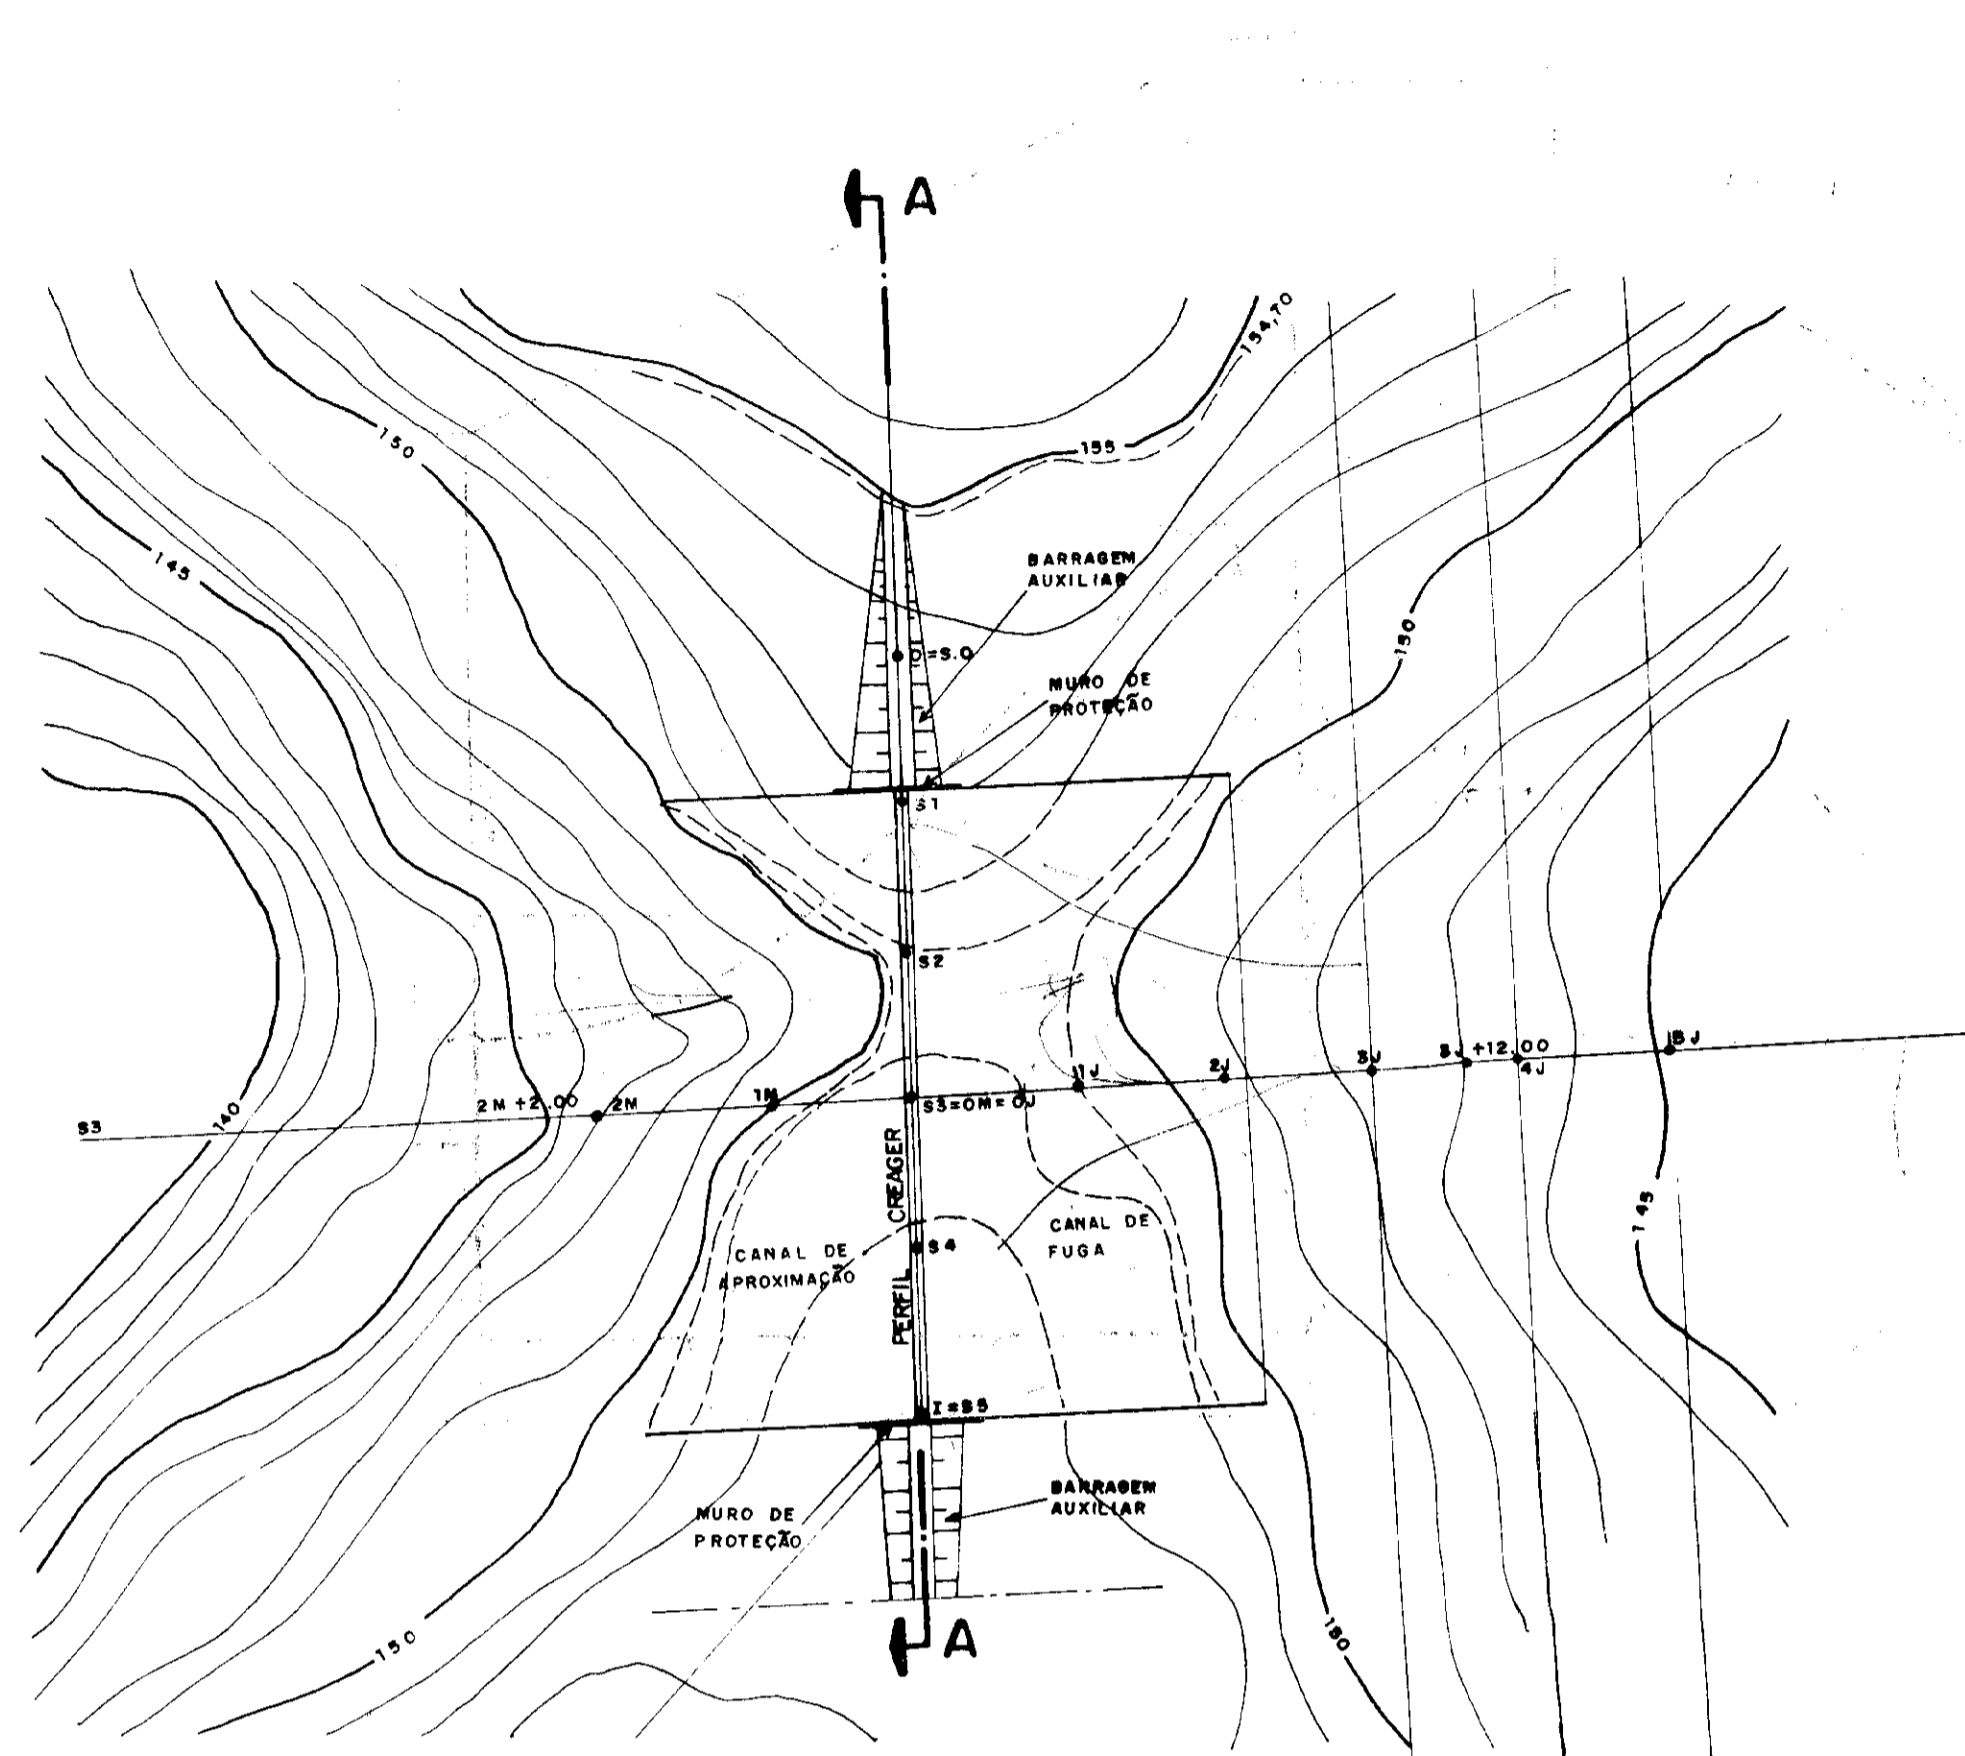 A
154,70
150
155
145
BARRAGEM
AUXILIAR
150
0=S.0
MURO DE
PROTEÇÃO
S1
S2
S3
140
2M +2.00
2M
1M
S3=0M=0J
1J
2J
3J
3J +12.00
4J
5J
PERFIL CREAGER
CANAL DE
APROXIMAÇÃO
S4
CANAL DE
FUGA
145
I=S5
MURO DE
PROTEÇÃO
BARRAGEM
AUXILIAR
150
A
150